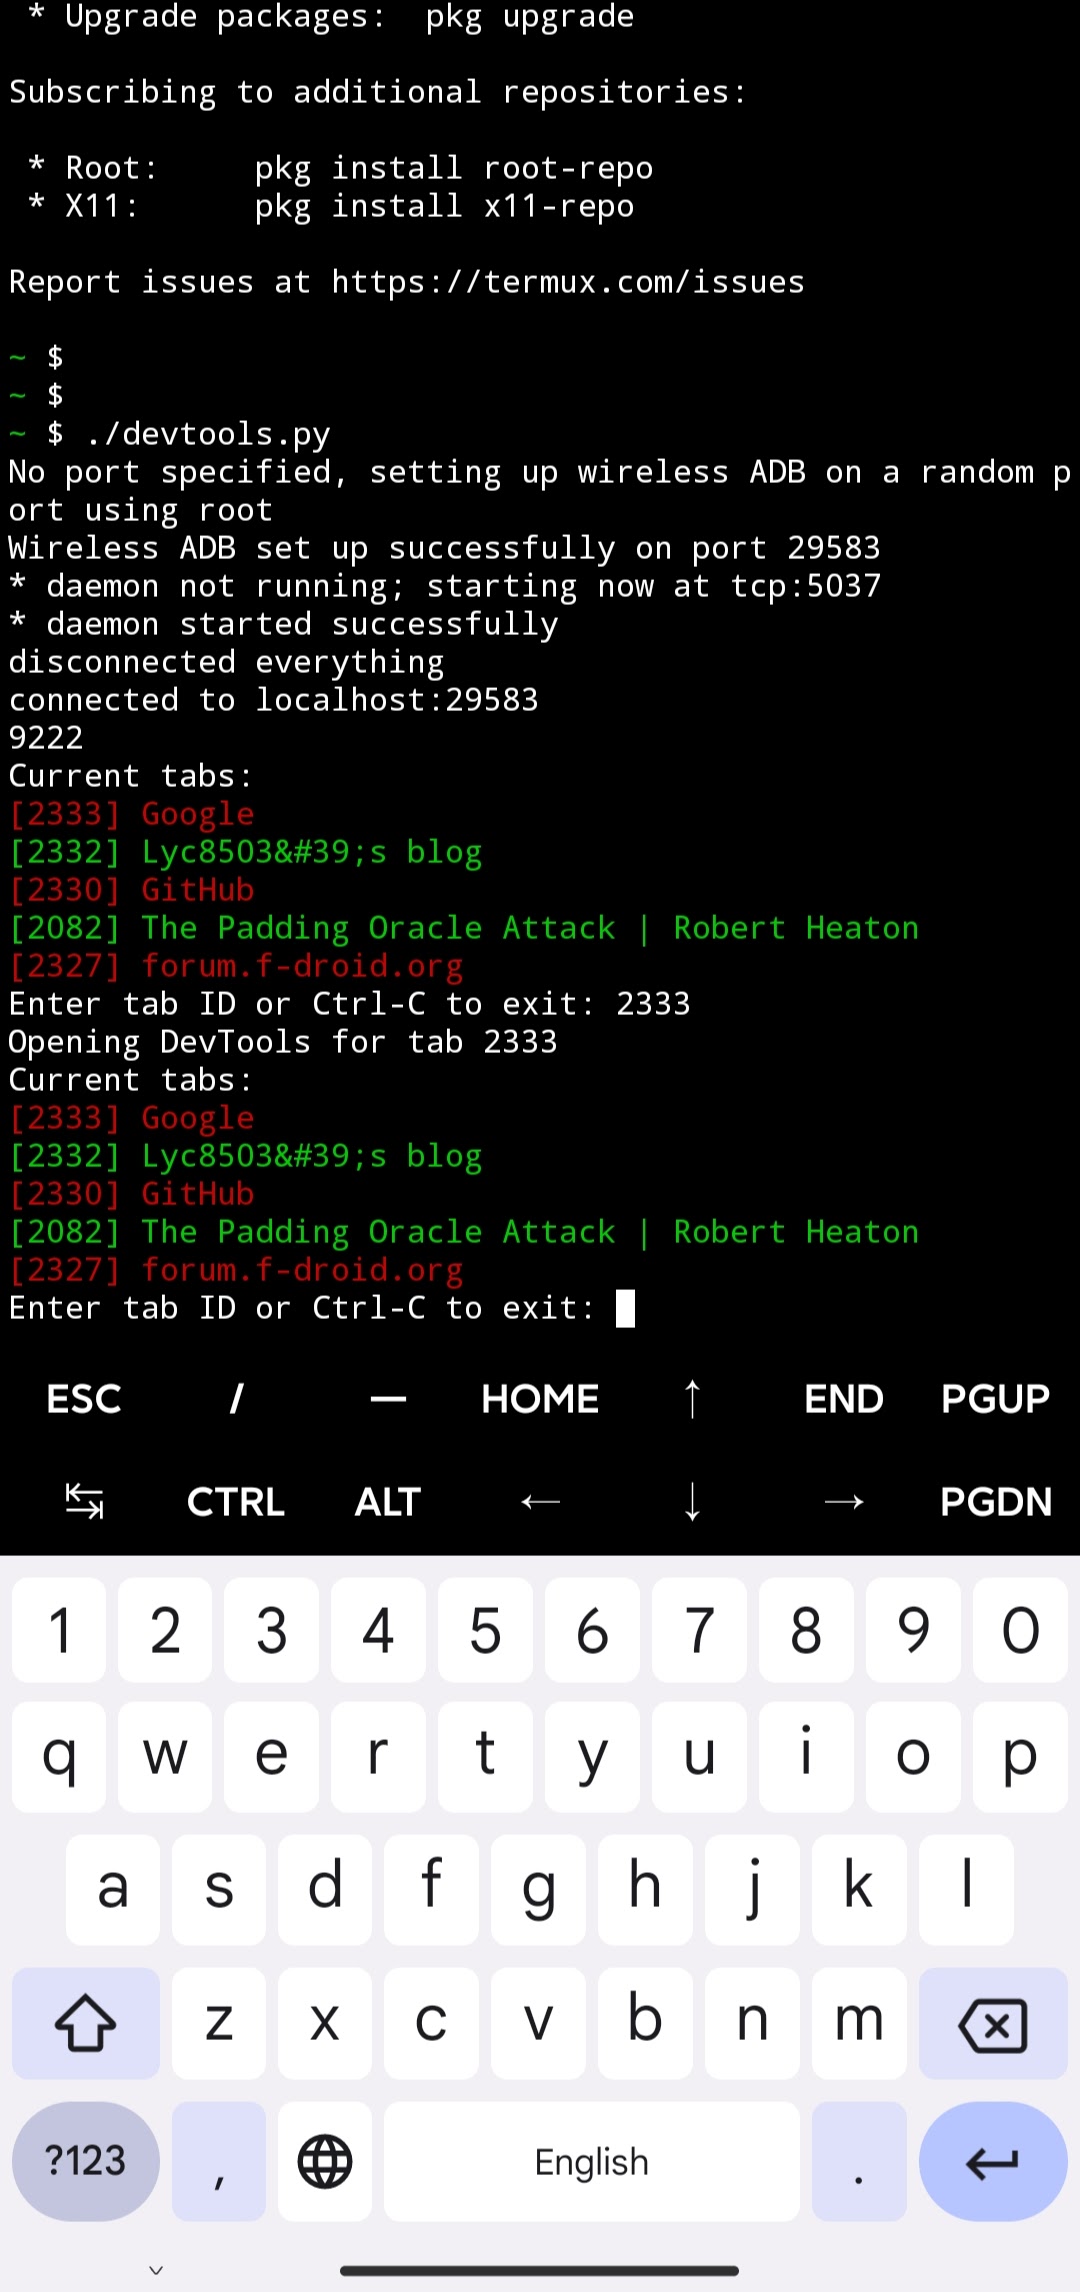 * Upgrade packages:  pkg upgrade
Subscribing to additional repositories:
 * Root:     pkg install root-repo
 * X11:      pkg install x11-repo
Report issues at https://termux.com/issues
~ $
~ $
~ $ ./devtools.py
No port specified, setting up wireless ADB on a random p
ort using root
Wireless ADB set up successfully on port 29583
* daemon not running; starting now at tcp:5037
* daemon started successfully
disconnected everything
connected to localhost:29583
9222
Current tabs:
[2333] Google
[2332] Lyc8503&#39;s blog
[2330] GitHub
[2082] The Padding Oracle Attack | Robert Heaton
[2327] forum.f-droid.org
Enter tab ID or Ctrl-C to exit: 2333
Opening DevTools for tab 2333
Current tabs:
[2333] Google
[2332] Lyc8503&#39;s blog
[2330] GitHub
[2082] The Padding Oracle Attack | Robert Heaton
[2327] forum.f-droid.org
Enter tab ID or Ctrl-C to exit:
ESC / — HOME ↑ END PGUP
↹ CTRL ALT ← ↓ → PGDN
1 2 3 4 5 6 7 8 9 0
q w e r t y u i o p
a s d f g h j k l
z x c v b n m
?123 , English .